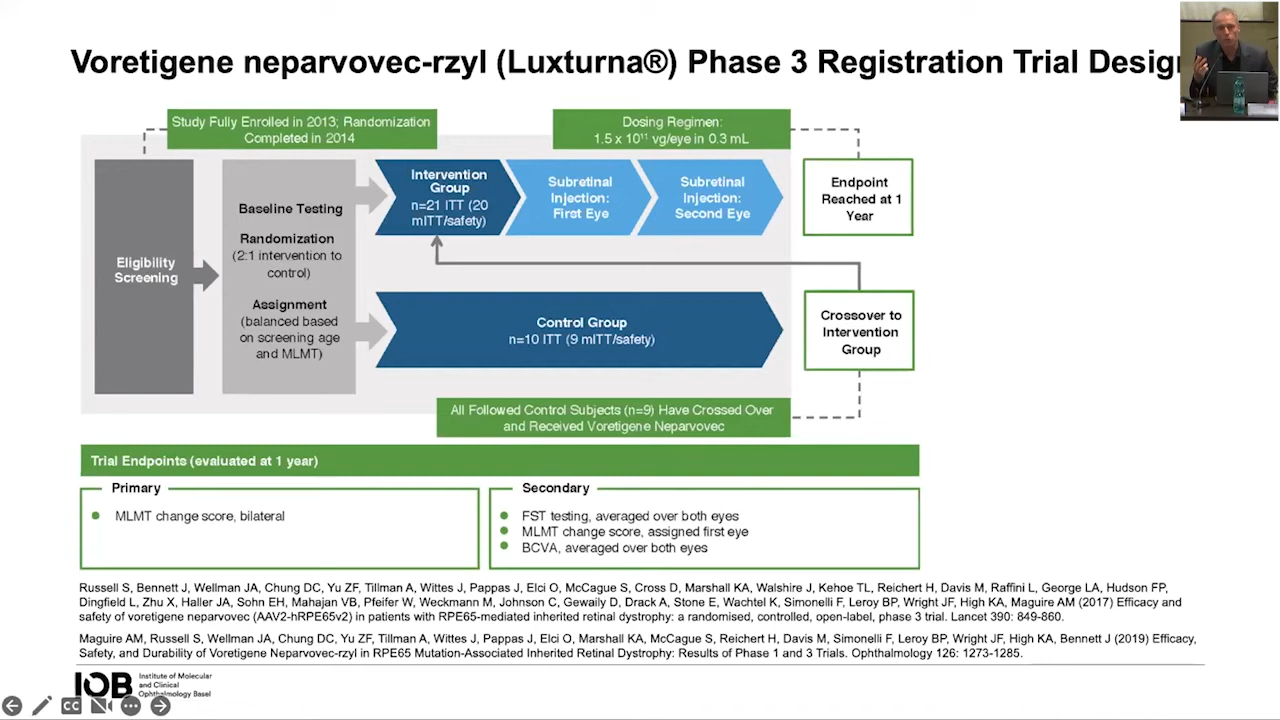 Voretigene neparvovec-rzyl (Luxturna®) Phase 3 Registration Trial Design
Study Fully Enrolled in 2013; Randomization
Completed in 2014
Dosing Regimen:
1.5 x 10¹¹ vg/eye in 0.3 mL
Eligibility
Screening
Baseline Testing
Randomization
(2:1 intervention to
control)
Assignment
(balanced based
on screening age
and MLMT)
Intervention
Group
n=21 ITT (20
mITT/safety)
Subretinal
Injection:
First Eye
Subretinal
Injection:
Second Eye
Endpoint
Reached at 1
Year
Control Group
n=10 ITT (9 mITT/safety)
Crossover to
Intervention
Group
All Followed Control Subjects (n=9) Have Crossed Over
and Received Voretigene Neparvovec
Trial Endpoints (evaluated at 1 year)
Primary
MLMT change score, bilateral
Secondary
FST testing, averaged over both eyes
MLMT change score, assigned first eye
BCVA, averaged over both eyes
Russell S, Bennett J, Wellman JA, Chung DC, Yu ZF, Tillman A, Wittes J, Pappas J, Elci O, McCague S, Cross D, Marshall KA, Walshire J, Kehoe TL, Reichert H, Davis M, Raffini L, George LA, Hudson FP,
Dingfield L, Zhu X, Haller JA, Sohn EH, Mahajan VB, Pfeifer W, Weckmann M, Johnson C, Gewaily D, Drack A, Stone E, Wachtel K, Simonelli F, Leroy BP, Wright JF, High KA, Maguire AM (2017) Efficacy and
safety of voretigene neparvovec (AAV2-hRPE65v2) in patients with RPE65-mediated inherited retinal dystrophy: a randomised, controlled, open-label, phase 3 trial. Lancet 390: 849-860.
Maguire AM, Russell S, Wellman JA, Chung DC, Yu ZF, Tillman A, Wittes J, Pappas J, Elci O, Marshall KA, McCague S, Reichert H, Davis M, Simonelli F, Leroy BP, Wright JF, High KA, Bennett J (2019) Efficacy,
Safety, and Durability of Voretigene Neparvovec-rzyl in RPE65 Mutation-Associated Inherited Retinal Dystrophy: Results of Phase 1 and 3 Trials. Ophthalmology 126: 1273-1285.
IOB
Institute of Molecular
and Clinical
Ophthalmology Basel
CC